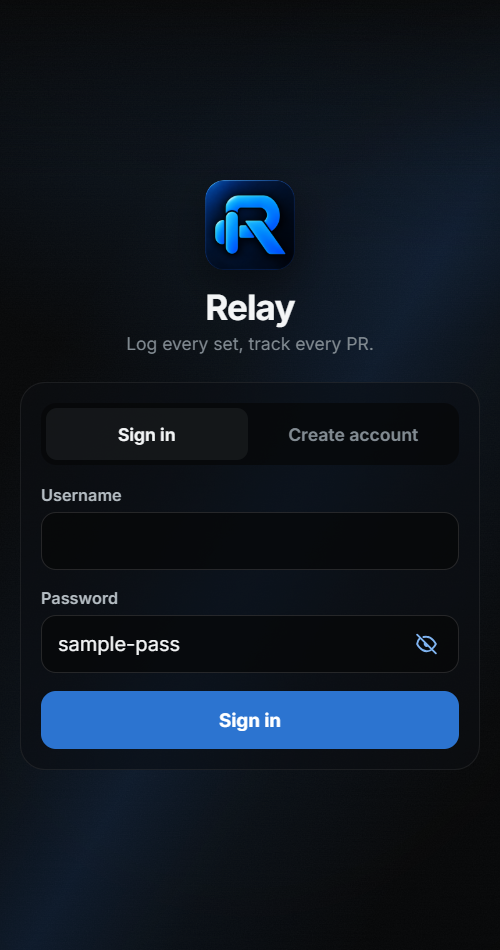 Relay
Log every set, track every PR.
Sign in
Create account
Username
Password
sample-pass
Sign in